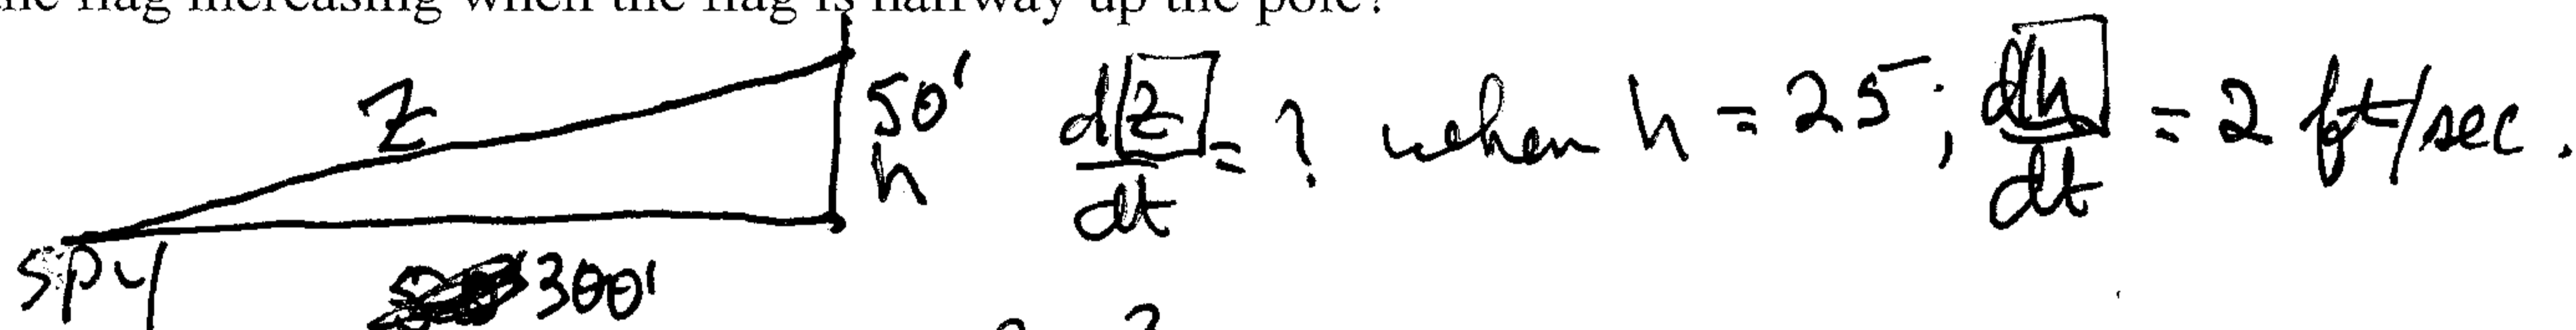 the flag increasing when the flag is halfway up the pole?
z
50'
h
dz/dt = ? when h = 25; dh/dt = 2 ft/sec.
spy
300'